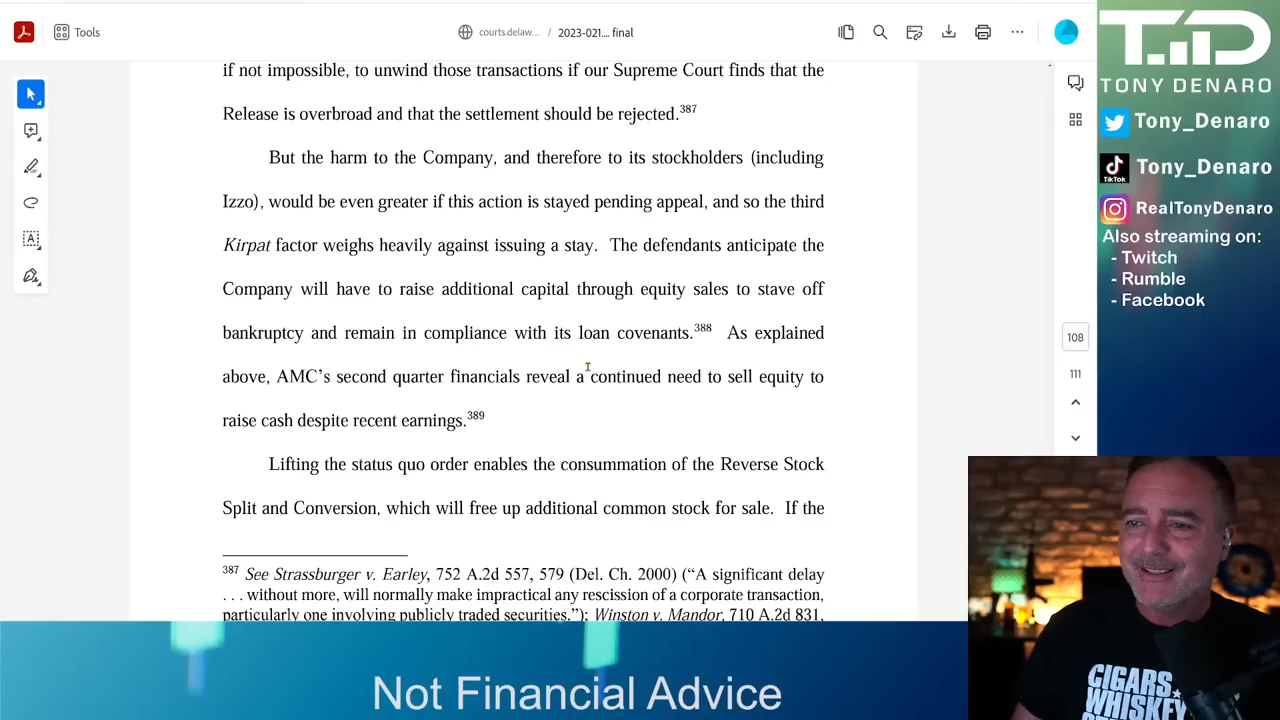 Tools
courts.delaw... / 2023-021.... final
if not impossible, to unwind those transactions if our Supreme Court finds that the
Release is overbroad and that the settlement should be rejected.387
But the harm to the Company, and therefore to its stockholders (including
Izzo), would be even greater if this action is stayed pending appeal, and so the third
Kirpat factor weighs heavily against issuing a stay. The defendants anticipate the
Company will have to raise additional capital through equity sales to stave off
bankruptcy and remain in compliance with its loan covenants.388 As explained
above, AMC's second quarter financials reveal a continued need to sell equity to
raise cash despite recent earnings.389
Lifting the status quo order enables the consummation of the Reverse Stock
Split and Conversion, which will free up additional common stock for sale. If the
387 See Strassburger v. Earley, 752 A.2d 557, 579 (Del. Ch. 2000) (“A significant delay
. . . without more, will normally make impractical any rescission of a corporate transaction,
particularly one involving publicly traded securities.”); Winston v. Mandor, 710 A.2d 831,
108
111
TD
TONY DENARO
Tony_Denaro
TikTok
Tony_Denaro
RealTonyDenaro
Also streaming on:
- Twitch
- Rumble
- Facebook
CIGARS,
WHISKEY
Not Financial Advice